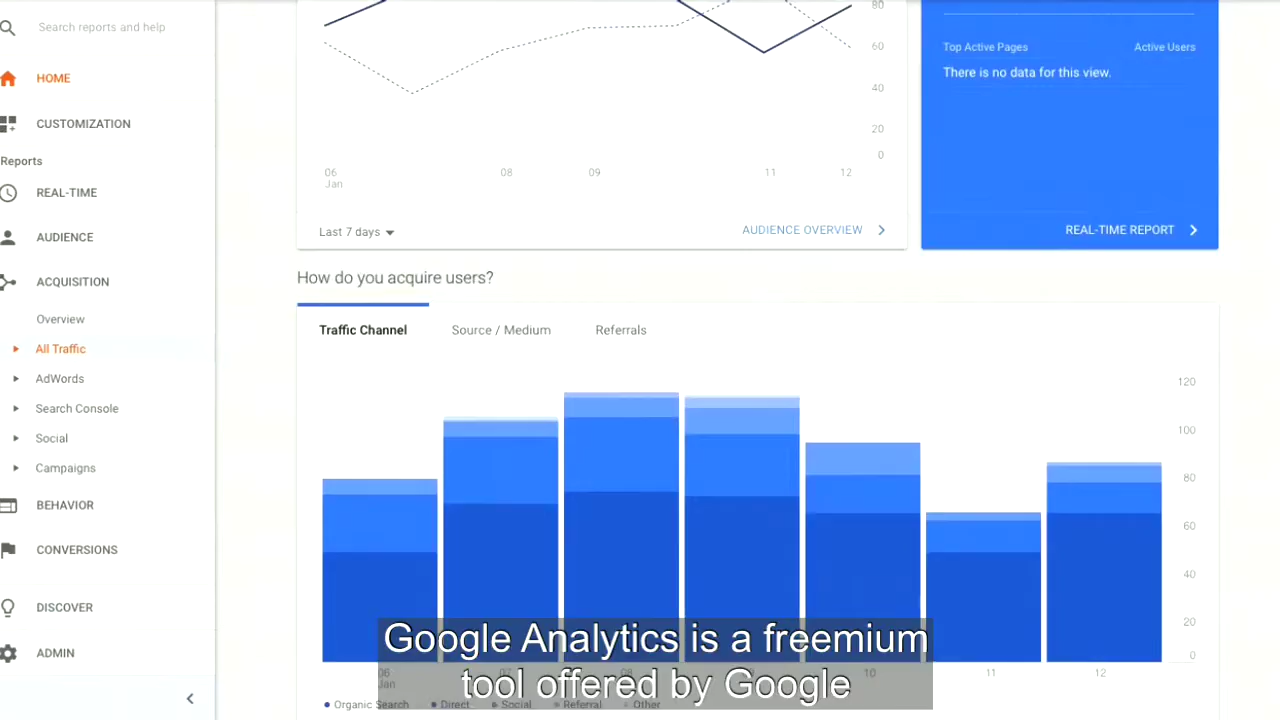 Search reports and help
HOME
CUSTOMIZATION
Reports
REAL-TIME
AUDIENCE
ACQUISITION
Overview
All Traffic
AdWords
Search Console
Social
Campaigns
BEHAVIOR
CONVERSIONS
DISCOVER
ADMIN
80
60
40
20
0
06 08 09 11 12
Jan
Last 7 days
AUDIENCE OVERVIEW
Top Active Pages Active Users
There is no data for this view.
REAL-TIME REPORT
How do you acquire users?
Traffic Channel Source / Medium Referrals
120
100
80
60
40
20
0
06 10 11 12
Jan
Organic Search Direct Social Referral Other
Google Analytics is a freemium
tool offered by Google